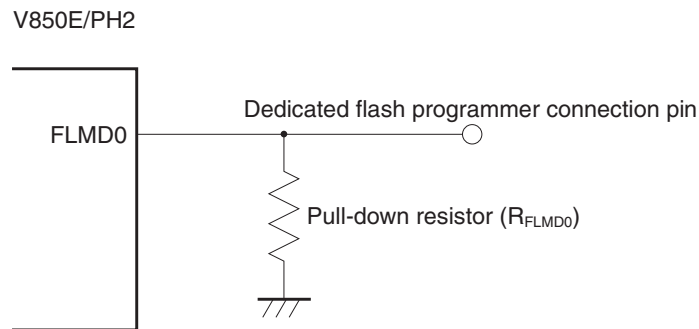 V850E/PH2
Dedicated flash programmer connection pin
FLMD0
Pull-down resistor (RFLMD0)